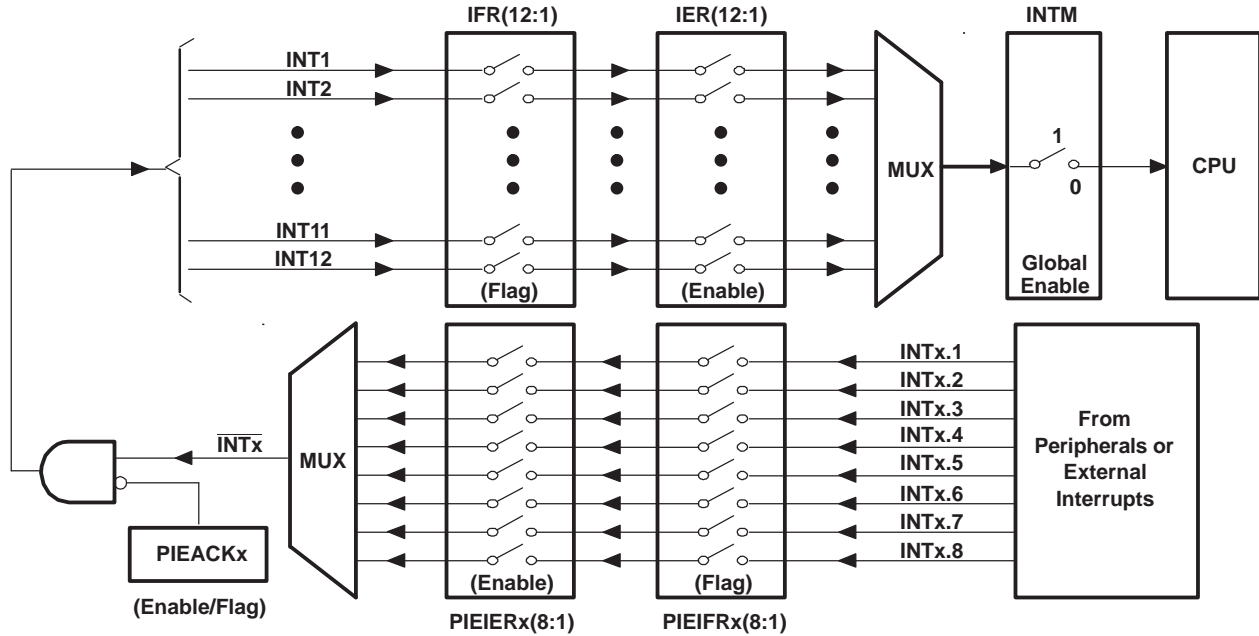 IFR(12:1)
IER(12:1)
INTM
INT1
INT2
INT11
INT12
(Flag)
(Enable)
MUX
1
0
Global
Enable
CPU
INTx.1
INTx.2
INTx.3
INTx.4
INTx.5
INTx.6
INTx.7
INTx.8
From
Peripherals or
External
Interrupts
INTx
MUX
PIEACKx
(Enable/Flag)
(Enable)
(Flag)
PIEIERx(8:1)
PIEIFRx(8:1)